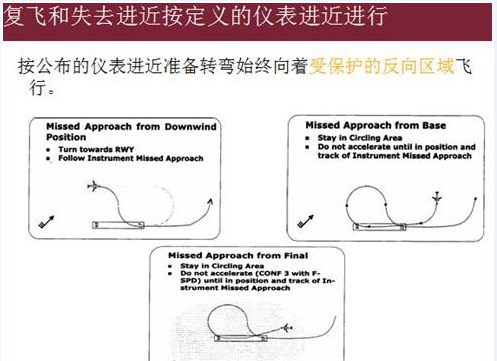 复飞和失去进近按定义的仪表进近进行
按公布的仪表进近准备转弯始终向着受保护的反向区域飞
行。
Missed Approach from Downwind
Position
Turn towards RWY
Follow Instrument Missed Approach
Missed Approach from Base
Stay in Circling Area
Do not accelerate until in position and
track of Instrument Missed Approach
Missed Approach from Final
Stay in Circling Area
Do not accelerate (CONF 3 with F-
SPD) until in position and track of In-
strument Missed Approach